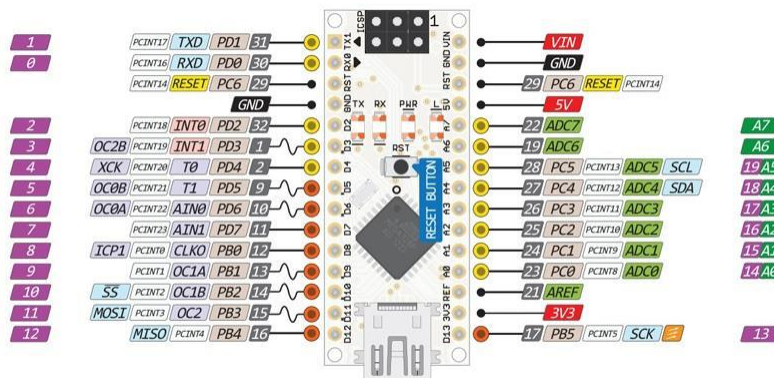 ICSP 1
1 PCINT17 TXD PD1 31 TX1 VIN VIN
0 PCINT16 RXD PD0 30 RX0 GND GND
PCINT14 RESET PC6 29 RST RST 29 PC6 RESET PCINT14
GND GND 5V 5V
TX RX PWR L
2 PCINT18 INT0 PD2 32 D2 A7 22 ADC7 A7
3 OC2B PCINT19 INT1 PD3 1 D3 A6 19 ADC6 A6
RST
4 XCK PCINT20 T0 PD4 2 D4 A5 28 PC5 PCINT13 ADC5 SCL 19
5 OC0B PCINT21 T1 PD5 9 D5 A4 27 PC4 PCINT12 ADC4 SDA 18
6 OC0A PCINT22 AIN0 PD6 10 D6 A3 26 PC3 PCINT11 ADC3 17
7 PCINT23 AIN1 PD7 11 D7 A2 25 PC2 PCINT10 ADC2 16
8 ICP1 PCINT0 CLKO PB0 12 D8 A1 24 PC1 PCINT9 ADC1 15
9 PCINT1 OC1A PB1 13 D9 A0 23 PC0 PCINT8 ADC0 14
10 SS PCINT2 OC1B PB2 14 D10 REF 21 AREF
11 MOSI PCINT3 OC2 PB3 15 D11 3V3 3V3
12 MISO PCINT4 PB4 16 D12 D13 17 PB5 PCINT5 SCK 13
RESET BUTTON